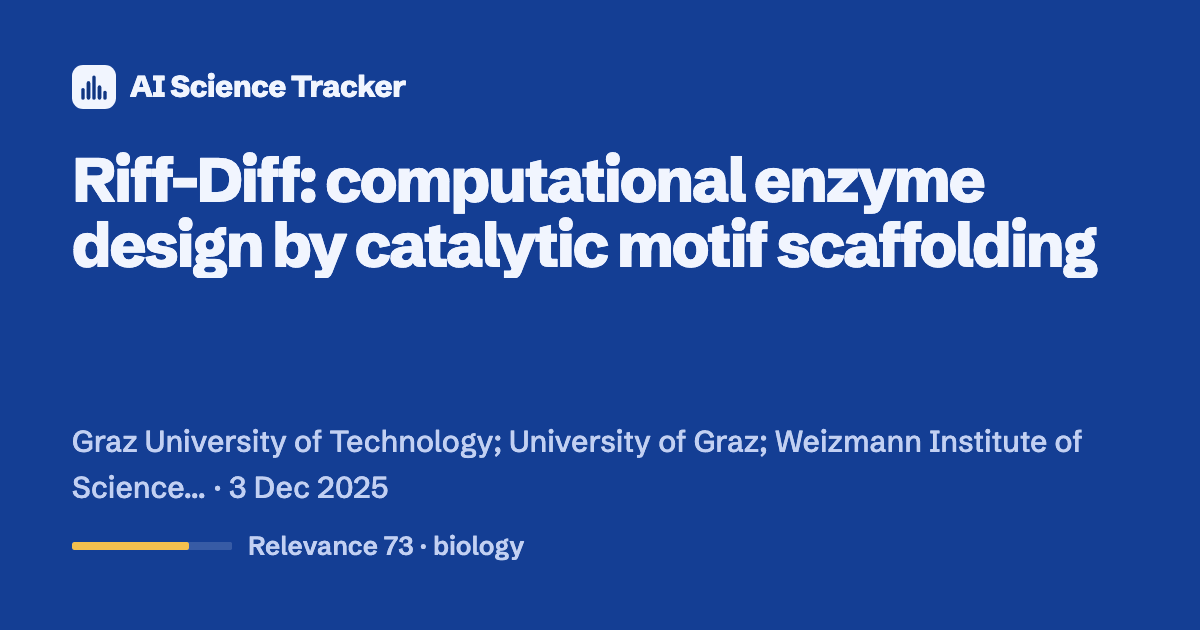 AI Science Tracker
Riff-Diff: computational enzyme
design by catalytic motif scaffolding
Graz University of Technology; University of Graz; Weizmann Institute of
Science... · 3 Dec 2025
Relevance 73 · biology